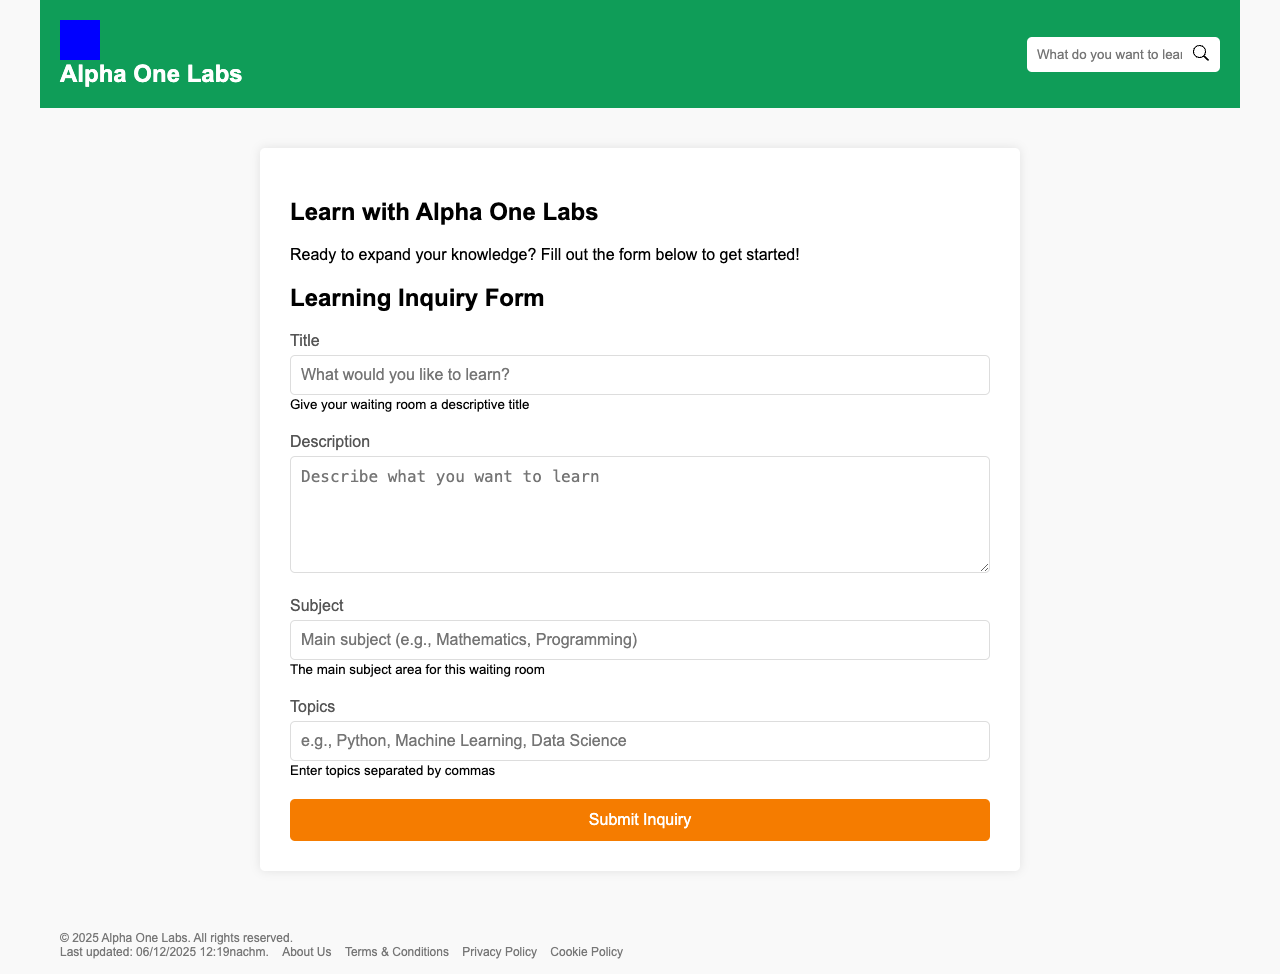 Alpha One Labs
What do you want to lear
Learn with Alpha One Labs
Ready to expand your knowledge? Fill out the form below to get started!
Learning Inquiry Form
Title
What would you like to learn?
Give your waiting room a descriptive title
Description
Describe what you want to learn
Subject
Main subject (e.g., Mathematics, Programming)
The main subject area for this waiting room
Topics
e.g., Python, Machine Learning, Data Science
Enter topics separated by commas
Submit Inquiry
© 2025 Alpha One Labs. All rights reserved.
Last updated: 06/12/2025 12:19nachm. About Us Terms & Conditions Privacy Policy Cookie Policy